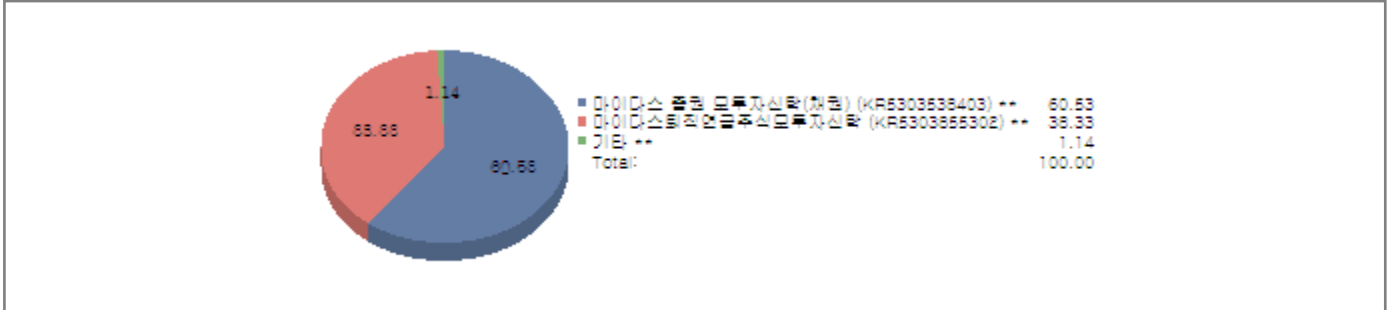 1.14
38.33
60.53
마이다스 증권 모투자신탁(채권) (KR5303538403) ** 60.53
마이다스퇴직연금주식모투자신탁 (KR5303655302) ** 38.33
기타 ** 1.14
Total: 100.00